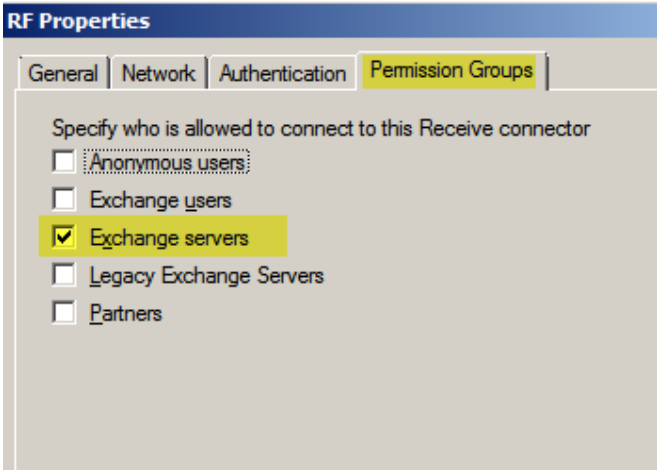 RF Properties
General Network Authentication Permission Groups
Specify who is allowed to connect to this Receive connector
Anonymous users
Exchange users
Exchange servers
Legacy Exchange Servers
Partners